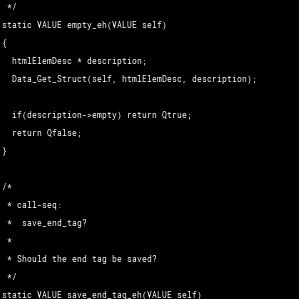 */
static VALUE empty_eh(VALUE self)
{
htmlElemDesc * description;
Data_Get_Struct(self, htmlElemDesc, description);
if(description->empty) return Qtrue;
return Qfalse;
}
/*
* call-seq:
*  save_end_tag?
*
* Should the end tag be saved?
*/
static VALUE save_end_tag_eh(VALUE self)